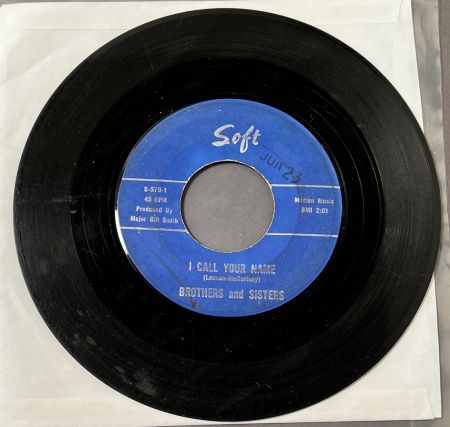 Soft
JUN 23
S-979-1
45 RPM
Produced By
Major Bill Smith
Maclen Music
BMI 2:01
I CALL YOUR NAME
(Lennon-McCartney)
BROTHERS and SISTERS